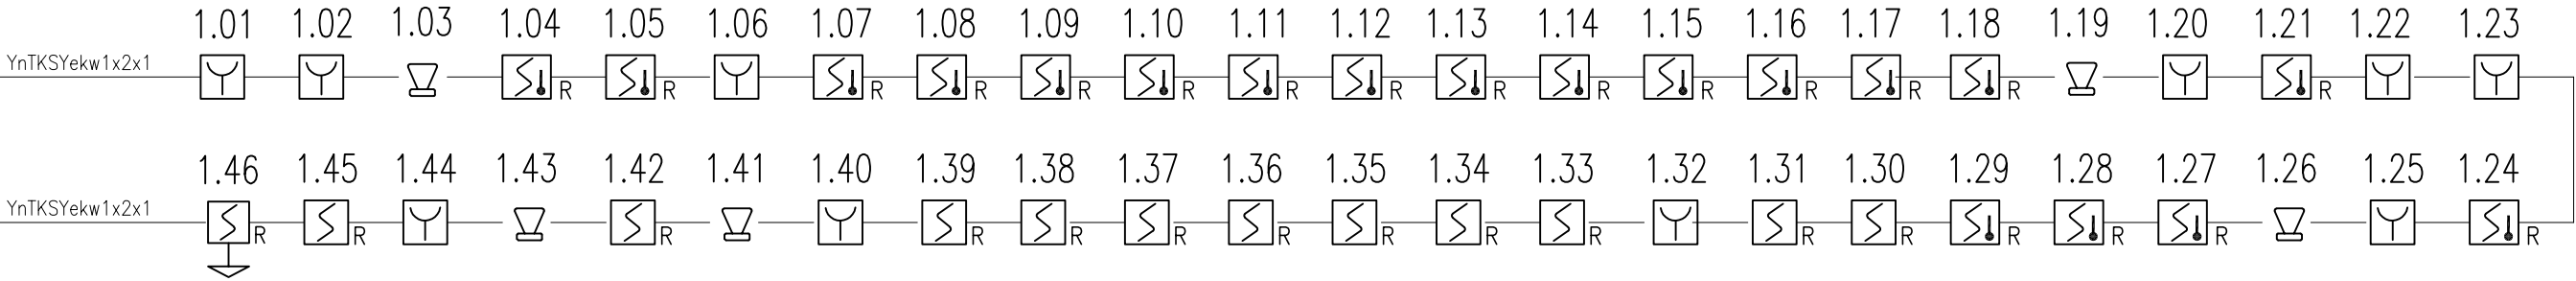 1.01 1.02 1.03 1.04 1.05 1.06 1.07 1.08 1.09 1.10 1.11 1.12 1.13 1.14 1.15 1.16 1.17 1.18 1.19 1.20 1.21 1.22 1.23
YnTKSYekw1x2x1
R R R R R R R R R R R R R R R
1.46 1.45 1.44 1.43 1.42 1.41 1.40 1.39 1.38 1.37 1.36 1.35 1.34 1.33 1.32 1.31 1.30 1.29 1.28 1.27 1.26 1.25 1.24
YnTKSYekw1x2x1
R R R R R R R R R R R R R R R R